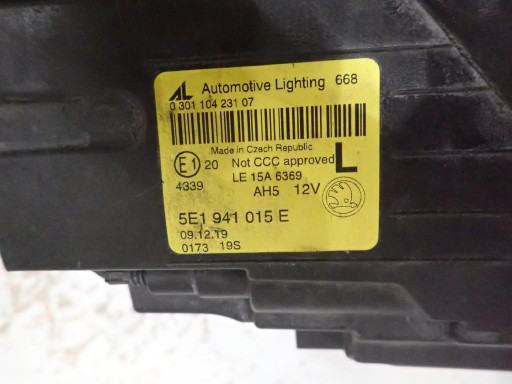 AL Automotive Lighting 668
0 301 104 231 07
Made in Czech Republic
E1 20 Not CCC approved L
4339 LE 15A 6369
AH5 12V
5E1 941 015 E
09.12.19
0173 19S